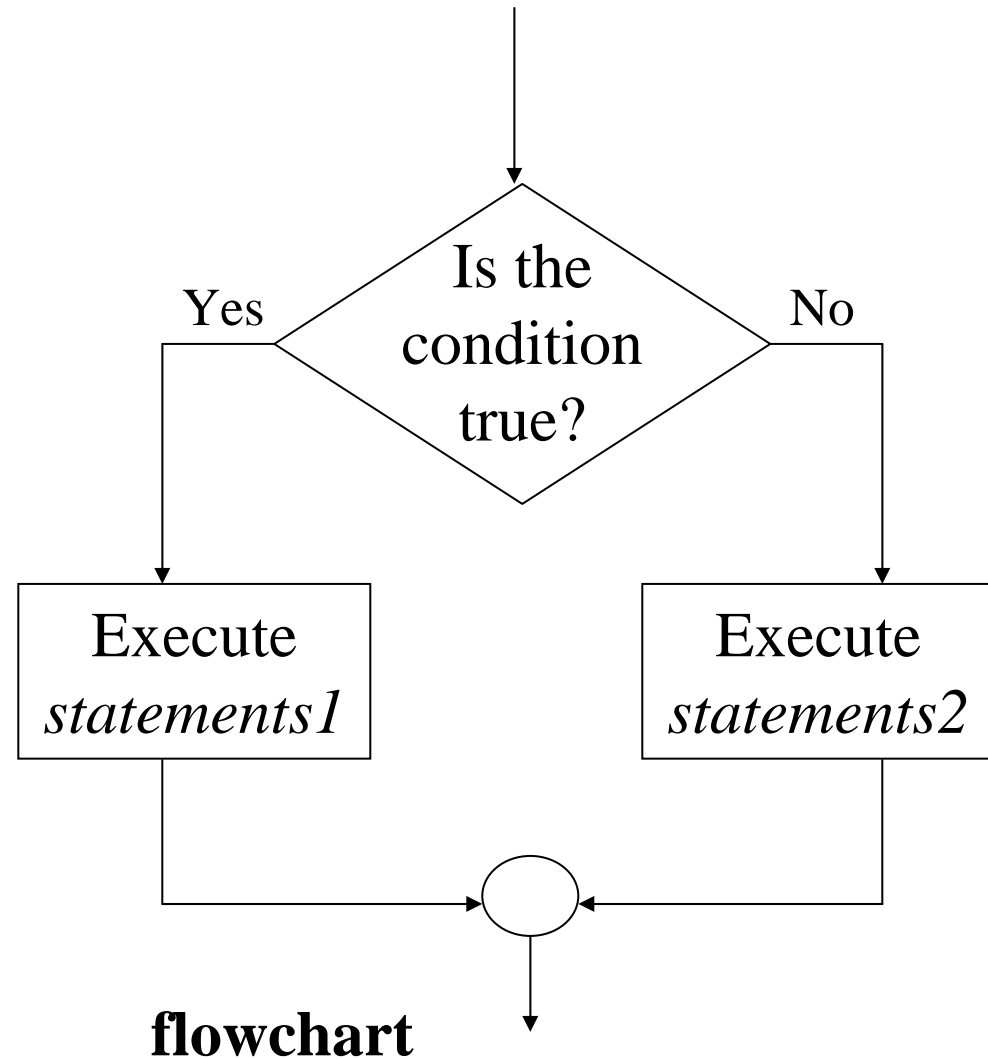 Is the
condition
true?
Yes
No
Execute
statements1
Execute
statements2
flowchart